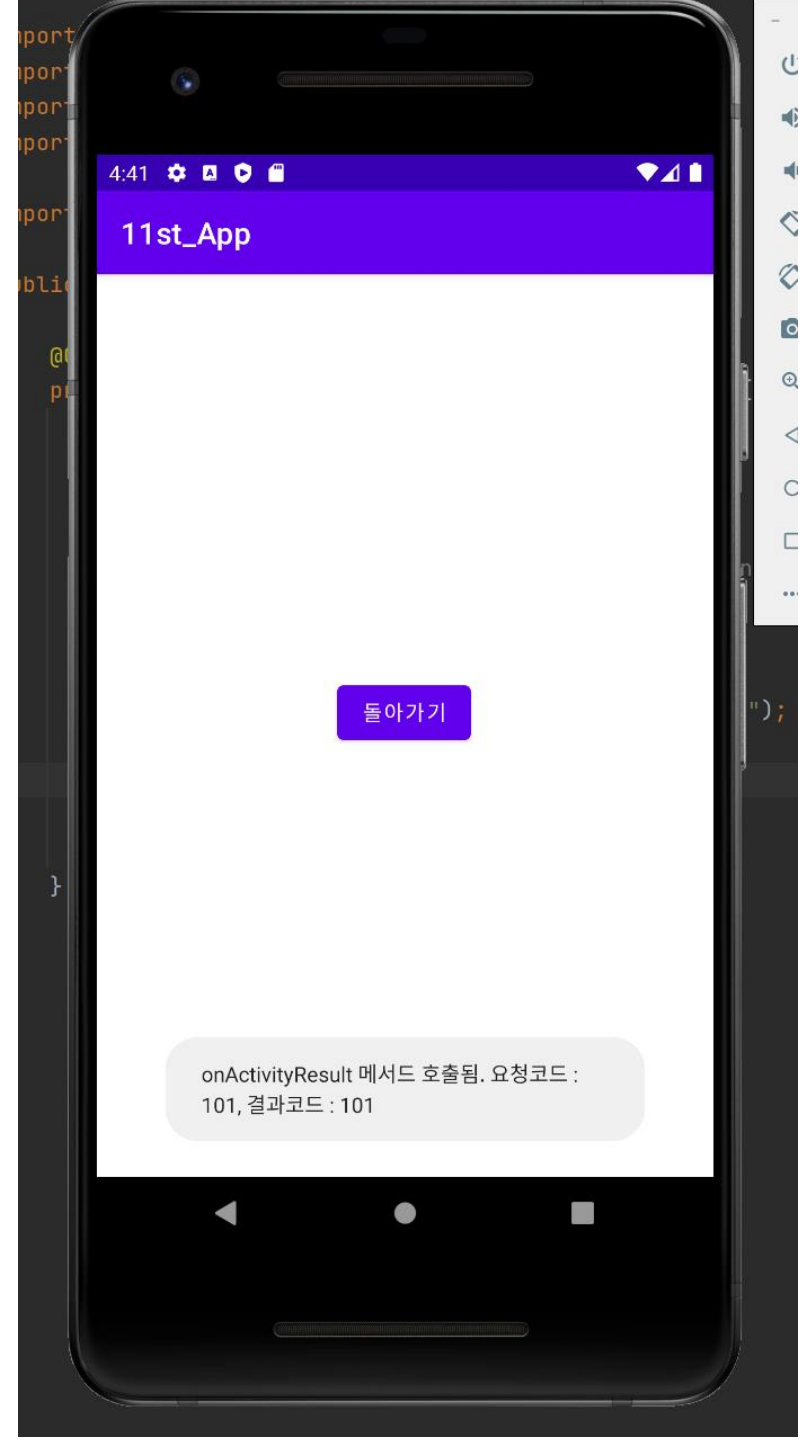 4:41
11st_App
돌아가기
");
}
onActivityResult 메서드 호출됨. 요청코드 :
101, 결과코드 : 101